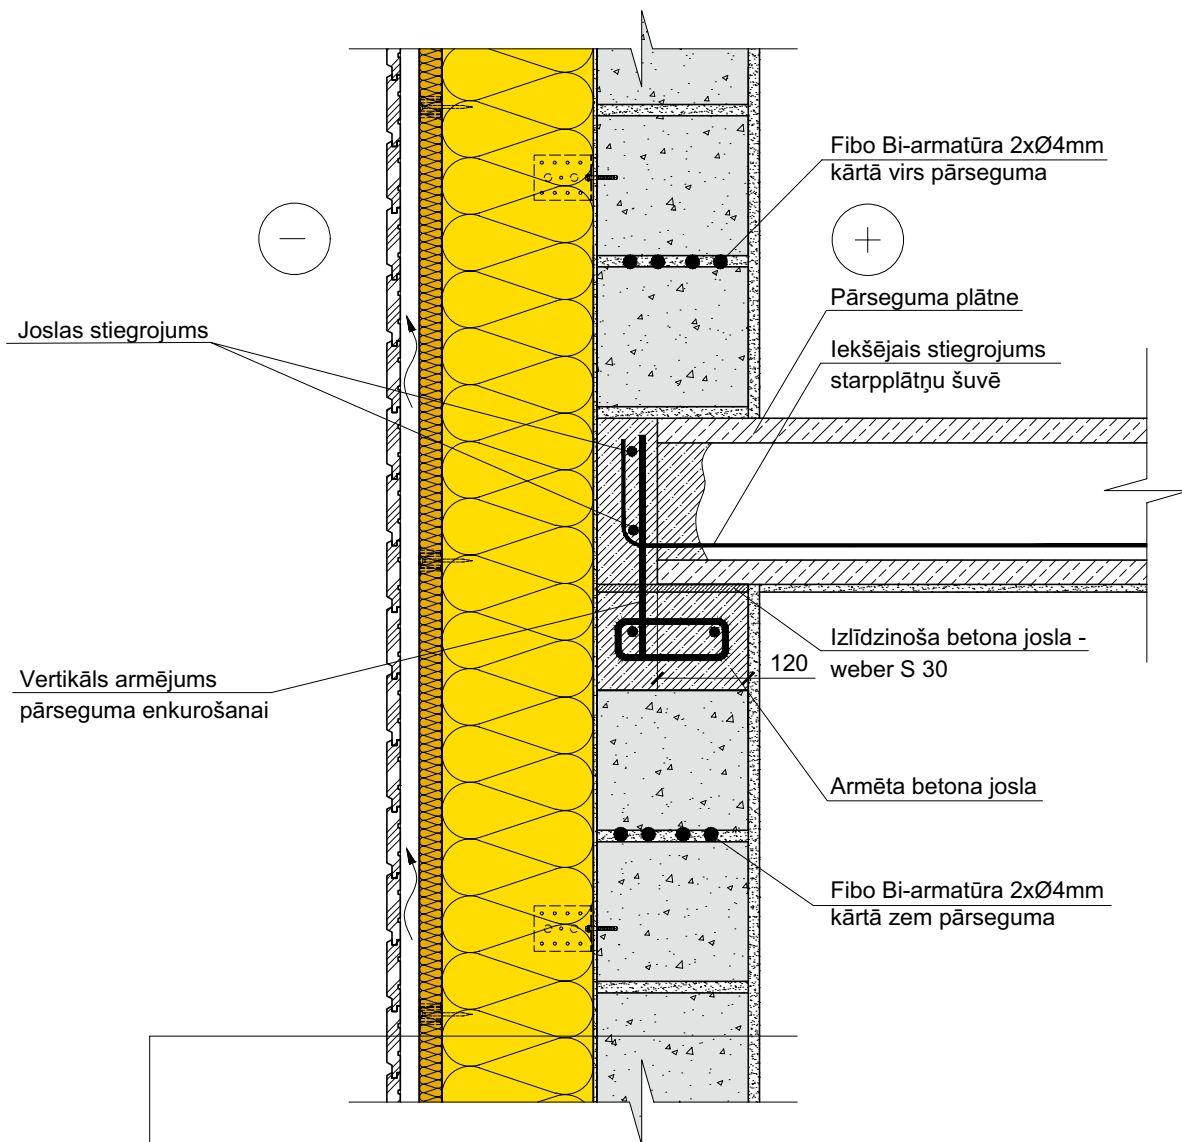 Fibo Bi-armatūra 2xØ4mm
kārtā virs pārseguma
−
+
Pārseguma plātne
Joslas stiegrojums
Iekšējais stiegrojums
starpplātņu šuvē
Izlīdzinoša betona josla -
weber S 30
120
Vertikāls armējums
pārseguma enkurošanai
Armēta betona josla
Fibo Bi-armatūra 2xØ4mm
kārtā zem pārseguma